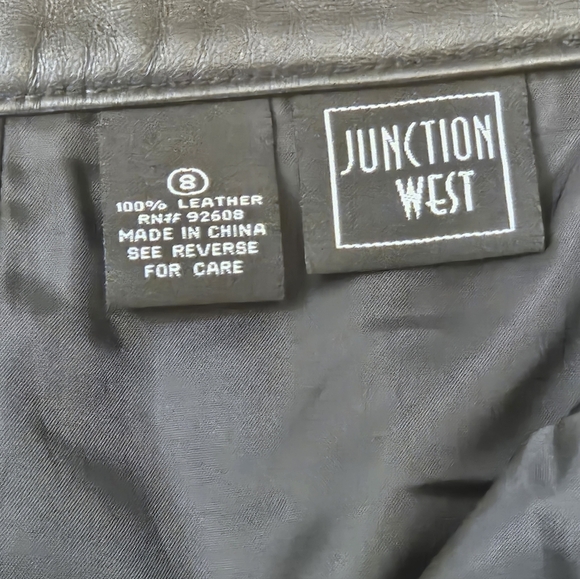 8
100% LEATHER
RN# 92608
MADE IN CHINA
SEE REVERSE
FOR CARE
JUNCTION
WEST